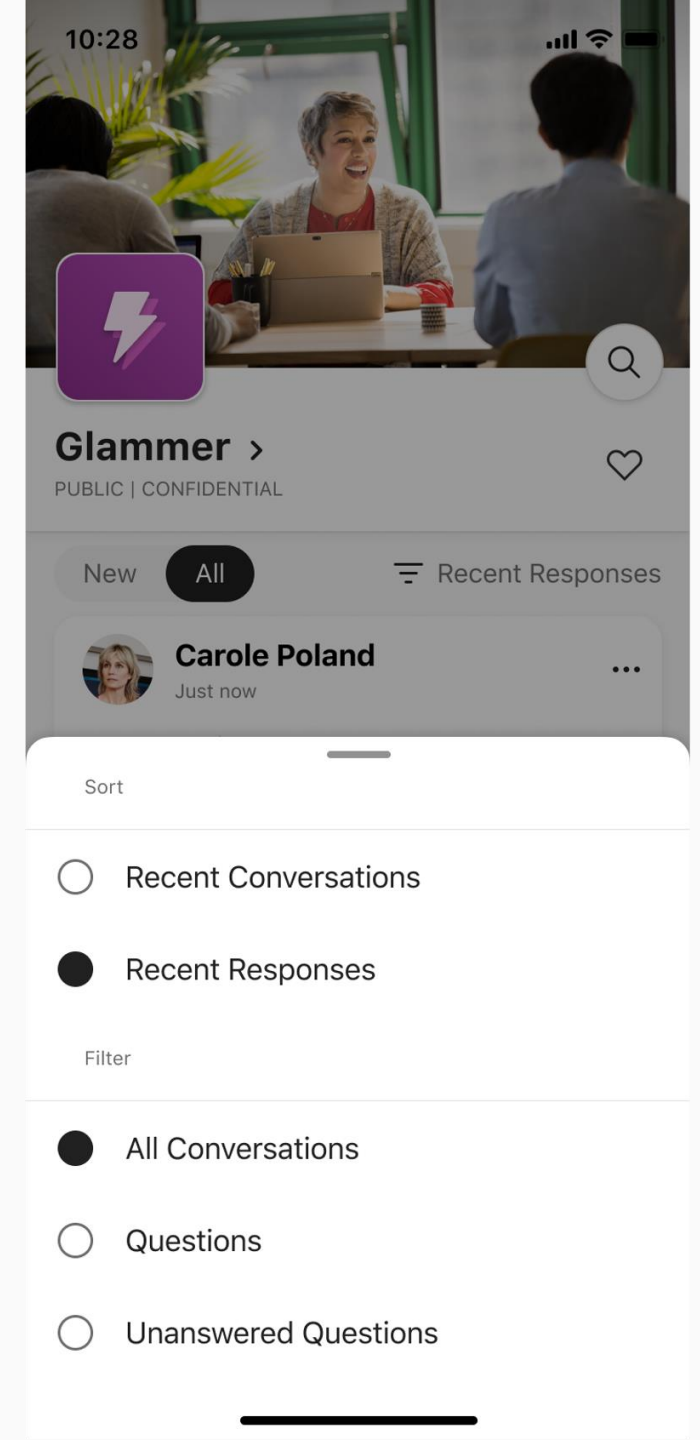 10:28
Glammer
PUBLIC | CONFIDENTIAL
New All Recent Responses
Carole Poland
Just now
Sort
Recent Conversations
Recent Responses
Filter
All Conversations
Questions
Unanswered Questions